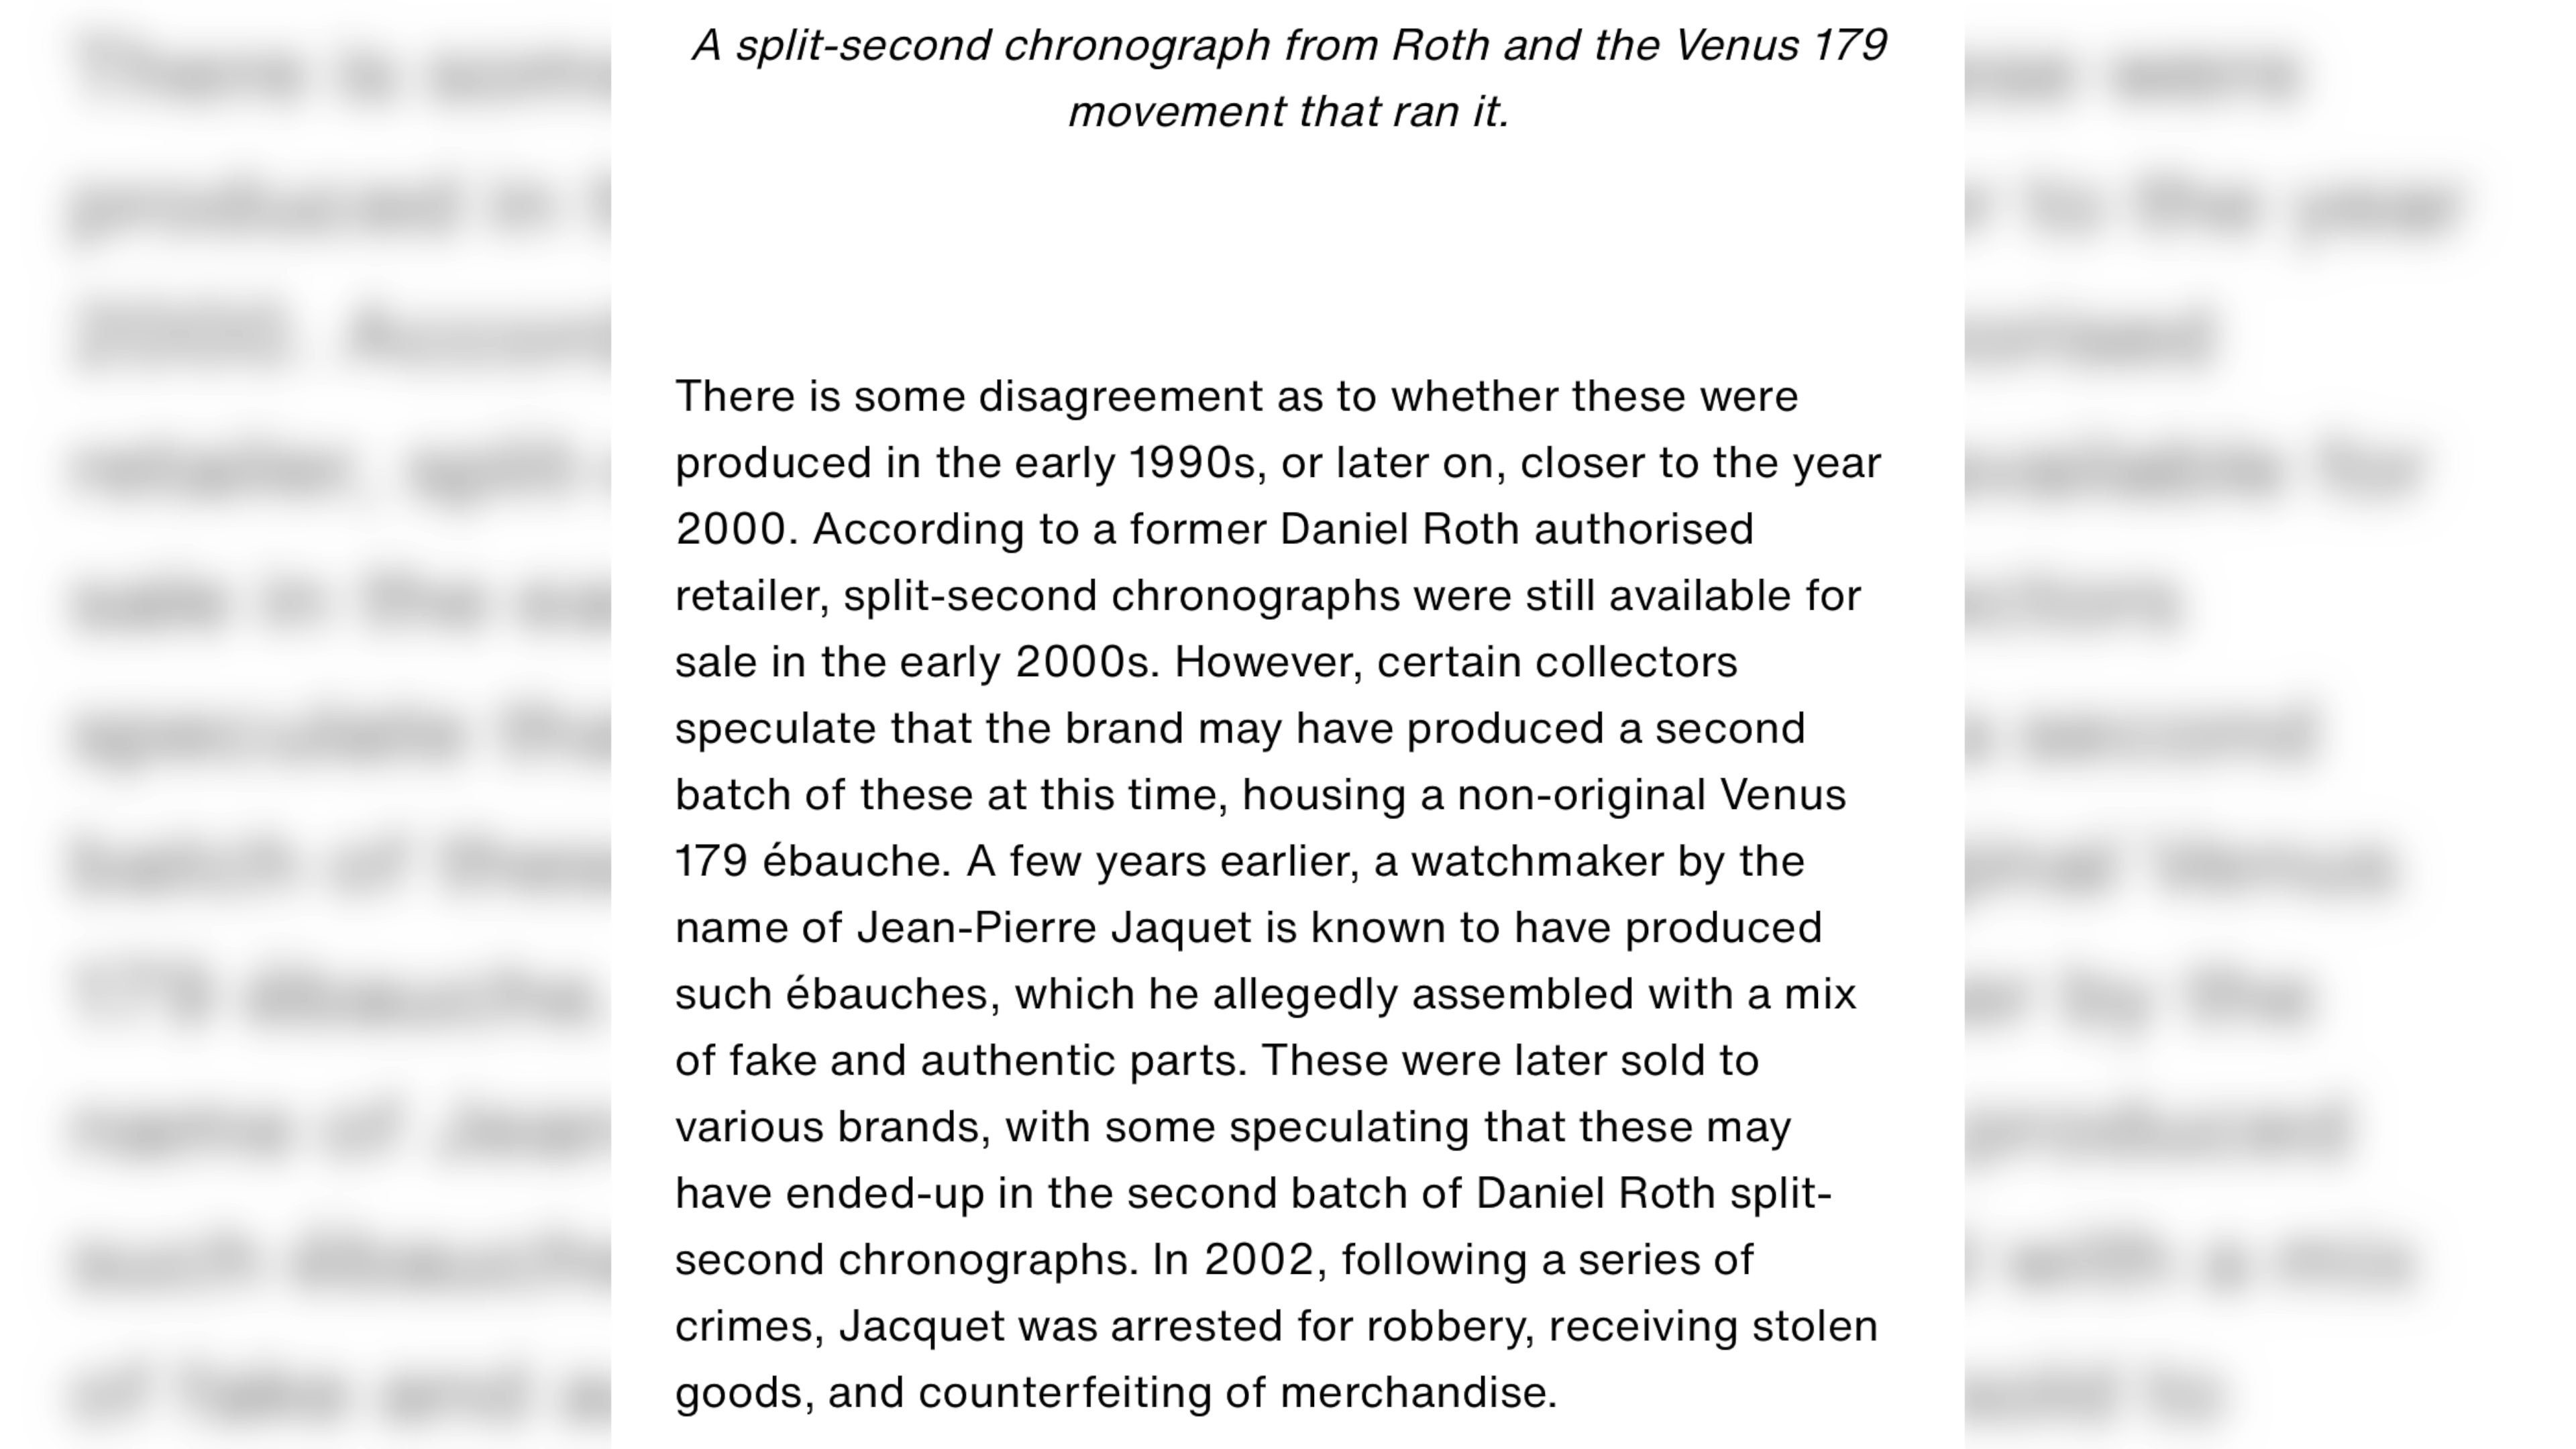 A split-second chronograph from Roth and the Venus 179
movement that ran it.
There is some disagreement as to whether these were
produced in the early 1990s, or later on, closer to the year
2000. According to a former Daniel Roth authorised
retailer, split-second chronographs were still available for
sale in the early 2000s. However, certain collectors
speculate that the brand may have produced a second
batch of these at this time, housing a non-original Venus
179 ébauche. A few years earlier, a watchmaker by the
name of Jean-Pierre Jaquet is known to have produced
such ébauches, which he allegedly assembled with a mix
of fake and authentic parts. These were later sold to
various brands, with some speculating that these may
have ended-up in the second batch of Daniel Roth split-
second chronographs. In 2002, following a series of
crimes, Jacquet was arrested for robbery, receiving stolen
goods, and counterfeiting of merchandise.